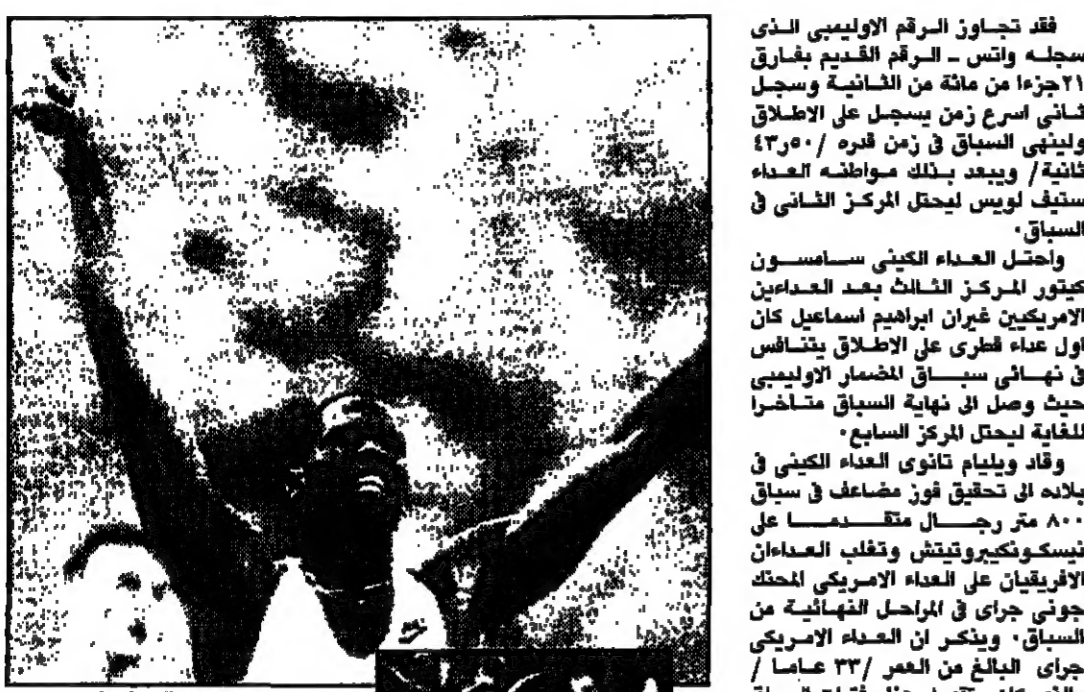 فقد تجاوز الرقم الاوليمبى الذى
سجله واتس ـ الرقم القديم بفارق
٢١جزءا من مائة من الثانية وسجل
ثانى اسرع زمن يسجل على الاطلاق
ولينهى السباق فى زمن قدره /٥٠ر٤٣
ثانية/ ويبعد بذلك مواطنه العداء
ستيف لويس ليحتل المركز الثانى فى
السباق٠
واحتل العداء الكينى سامسون
كيتور المركز الثالث بعد العداءين
الامريكيين غيران ابراهيم اسماعيل كان
اول عداء قطرى على الاطلاق يتنافس
فى نهائى سباق المضمار الاوليمبى
حيث وصل الى نهاية السباق متأخرا
للغاية ليحتل المركز السابع٠
وقاد ويليام تانوى العداء الكينى فى
بلاده الى تحقيق فوز مضاعف فى سباق
٨٠٠ متر رجال متقدما على
نيسكونكيبروتيتش وتغلب العداءان
الافريقيان على العداء الامريكى المحنك
جونى جراى فى المراحل النهائية من
السباق٠ ويذكر ان العداء الامريكى
جراى البالغ من العمر /٣٣ عاما /